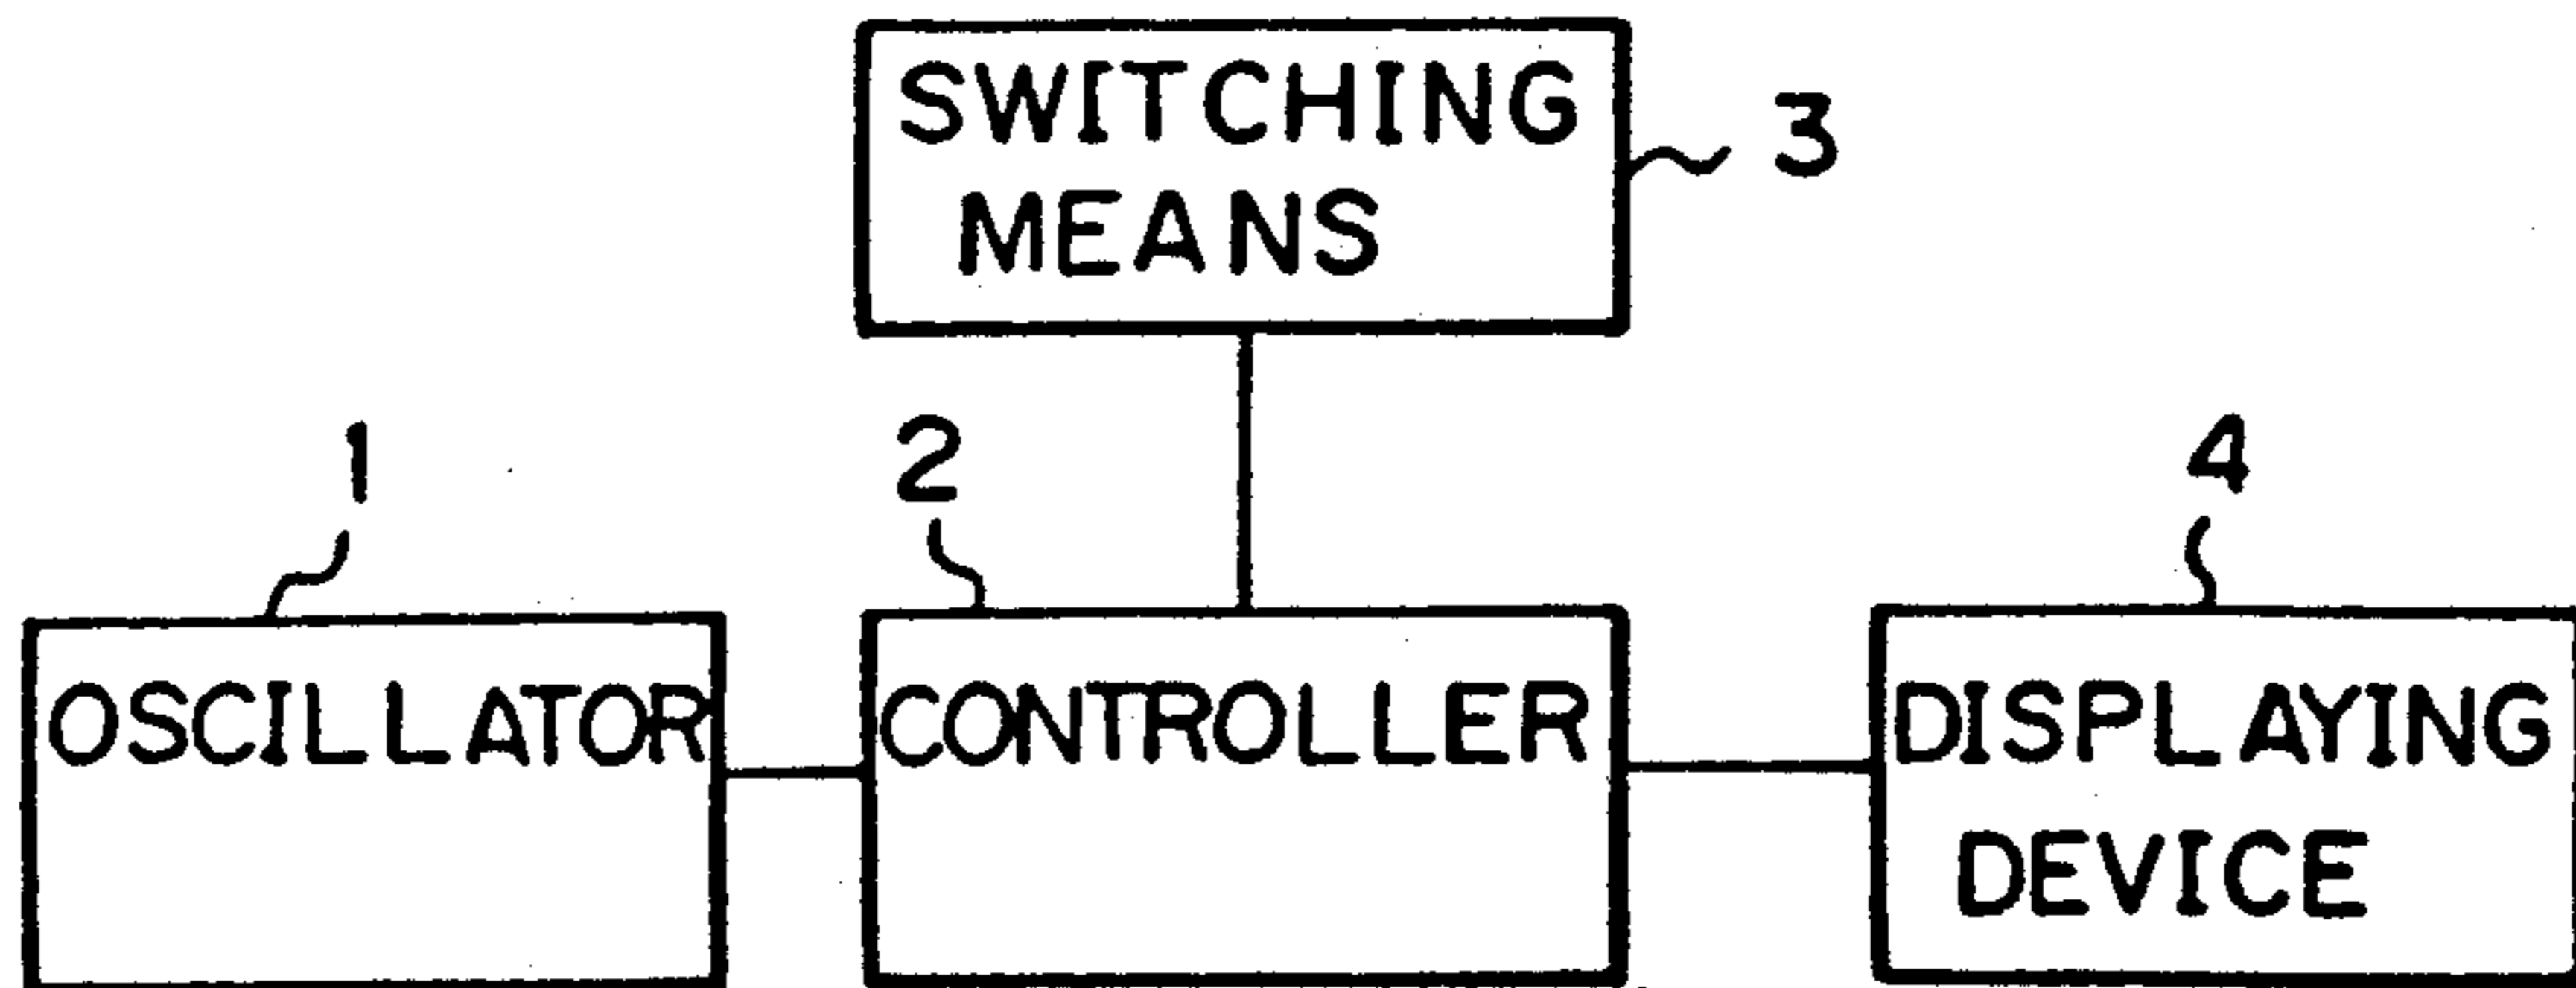 SWITCHING
MEANS
3
1
2
4
OSCILLATOR
CONTROLLER
DISPLAYING
DEVICE